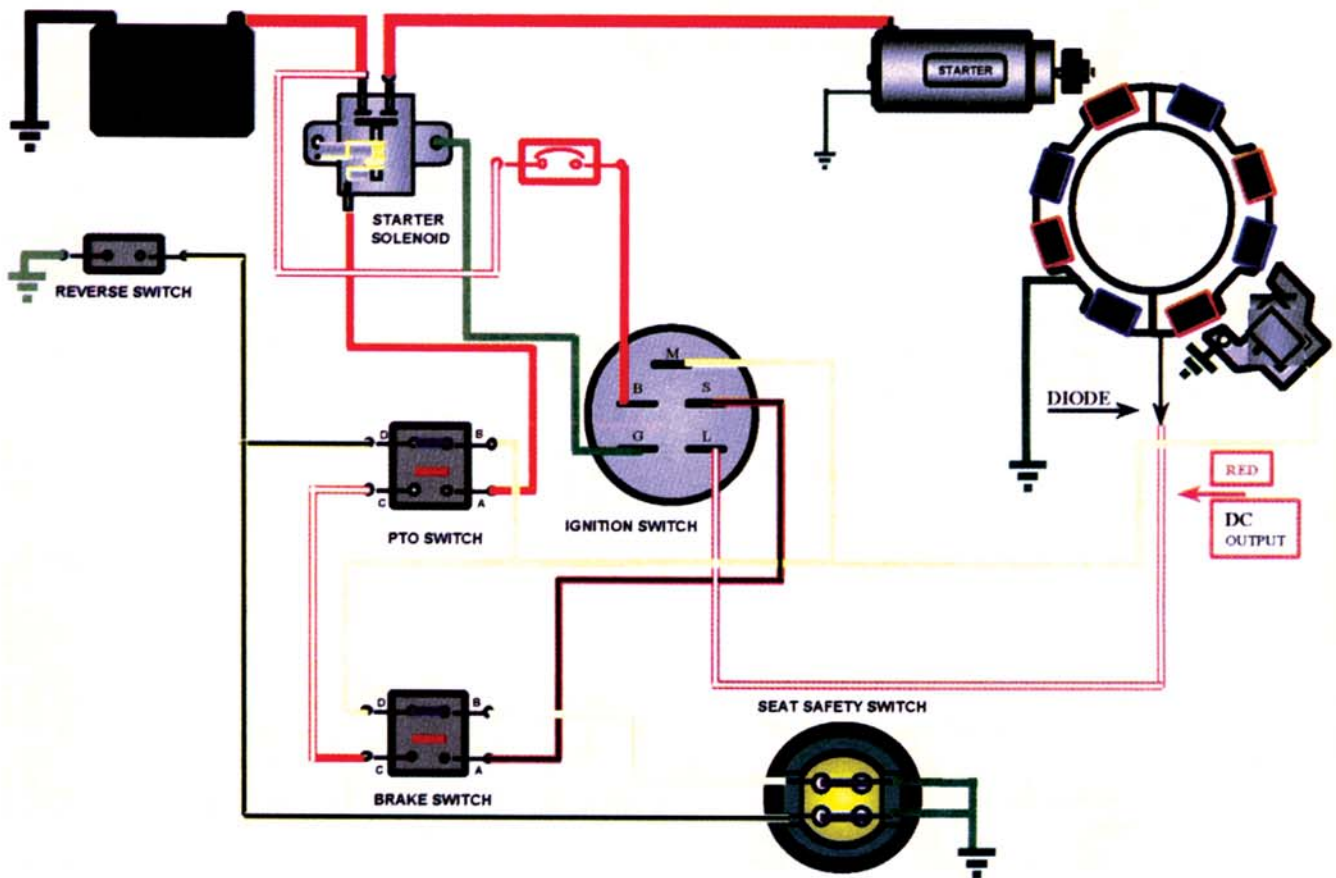 STARTER
STARTER
SOLENOID
REVERSE SWITCH
M
B
S
G
L
IGNITION SWITCH
DIODE
RED
DC
OUTPUT
D
B
C
A
PTO SWITCH
D
B
C
A
BRAKE SWITCH
SEAT SAFETY SWITCH